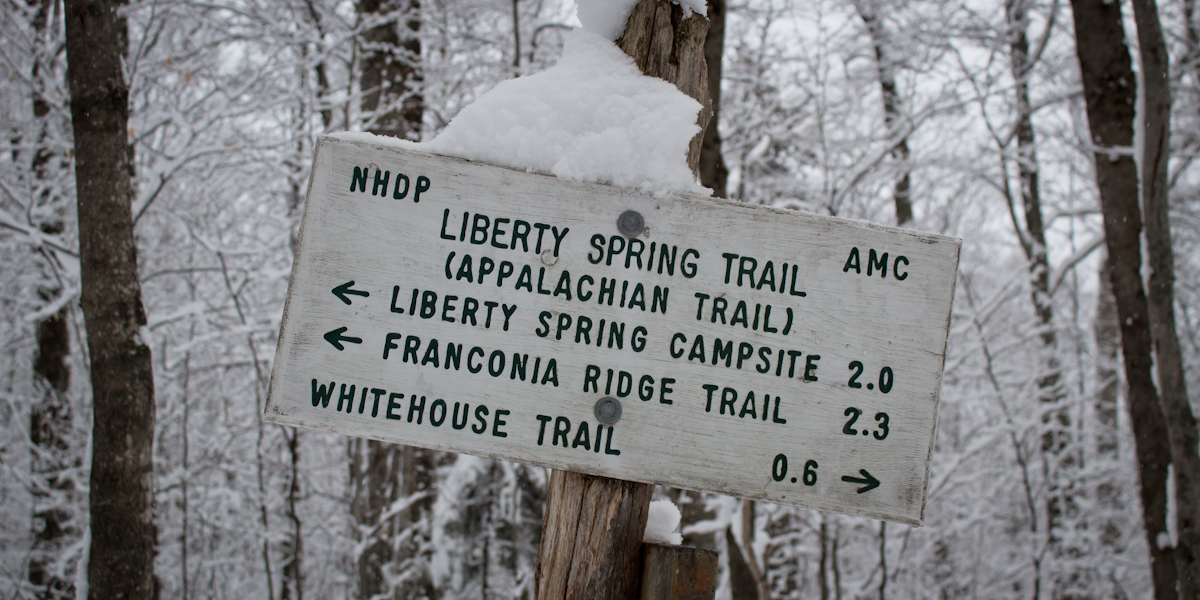 NHDP
LIBERTY SPRING TRAIL AMC
(APPALACHIAN TRAIL)
← LIBERTY SPRING CAMPSITE 2.0
← FRANCONIA RIDGE TRAIL 2.3
WHITEHOUSE TRAIL 0.6 →